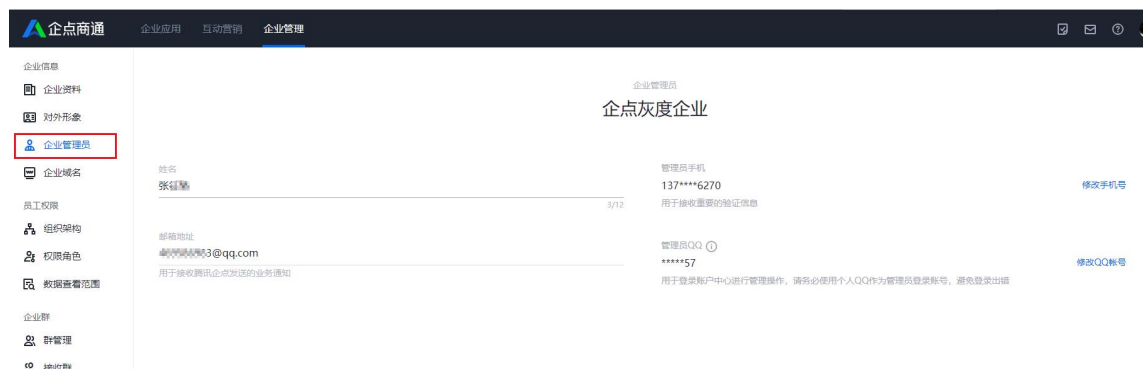 企点商通
企业应用 互动营销 企业管理
企业信息
企业资料
对外形象
企业管理员
企业域名
员工权限
组织架构
权限角色
数据查看范围
企业群
群管理
接收群
企业管理员
企点灰度企业
姓名
张
3/12
邮箱地址
3@qq.com
用于接收腾讯企点发送的业务通知
管理员手机
137****6270
修改手机号
用于接收重要的验证信息
管理员QQ
*****57
修改QQ帐号
用于登录账户中心进行管理操作，请务必使用个人QQ作为管理员登录账号，避免登录出错